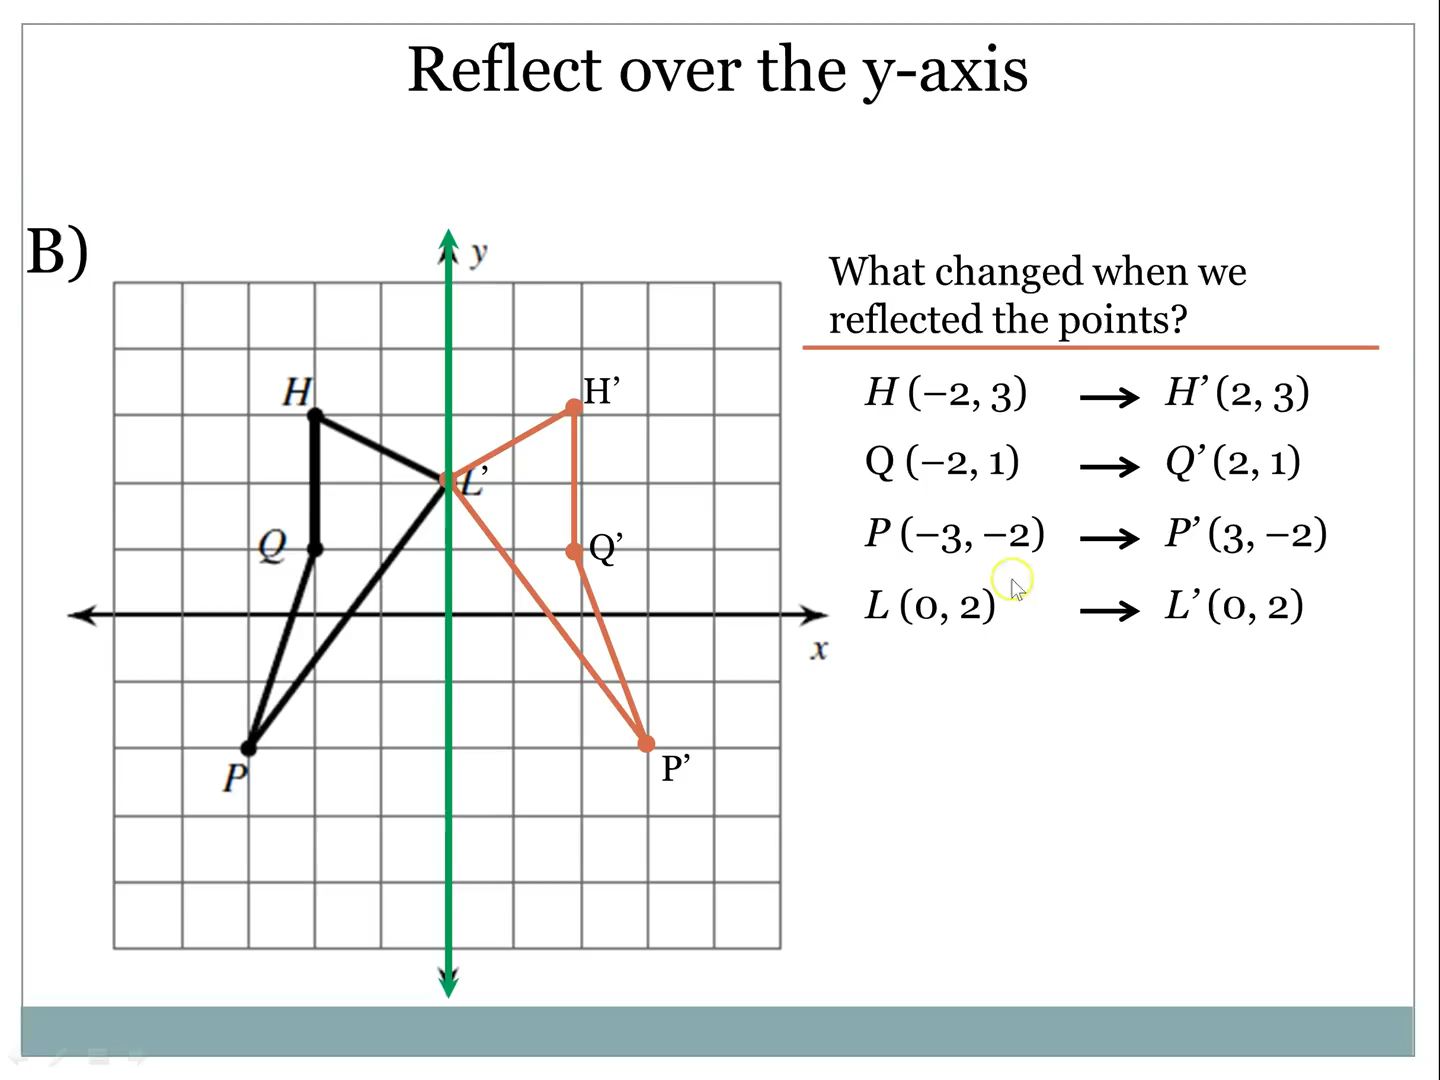 Reflect over the y-axis
B)
y
What changed when we
reflected the points?
H
H’
H (−2, 3) → H’ (2, 3)
L’
Q (−2, 1) → Q’ (2, 1)
Q
Q’
P (−3, −2) → P’ (3, −2)
L (0, 2) → L’ (0, 2)
x
P
P’